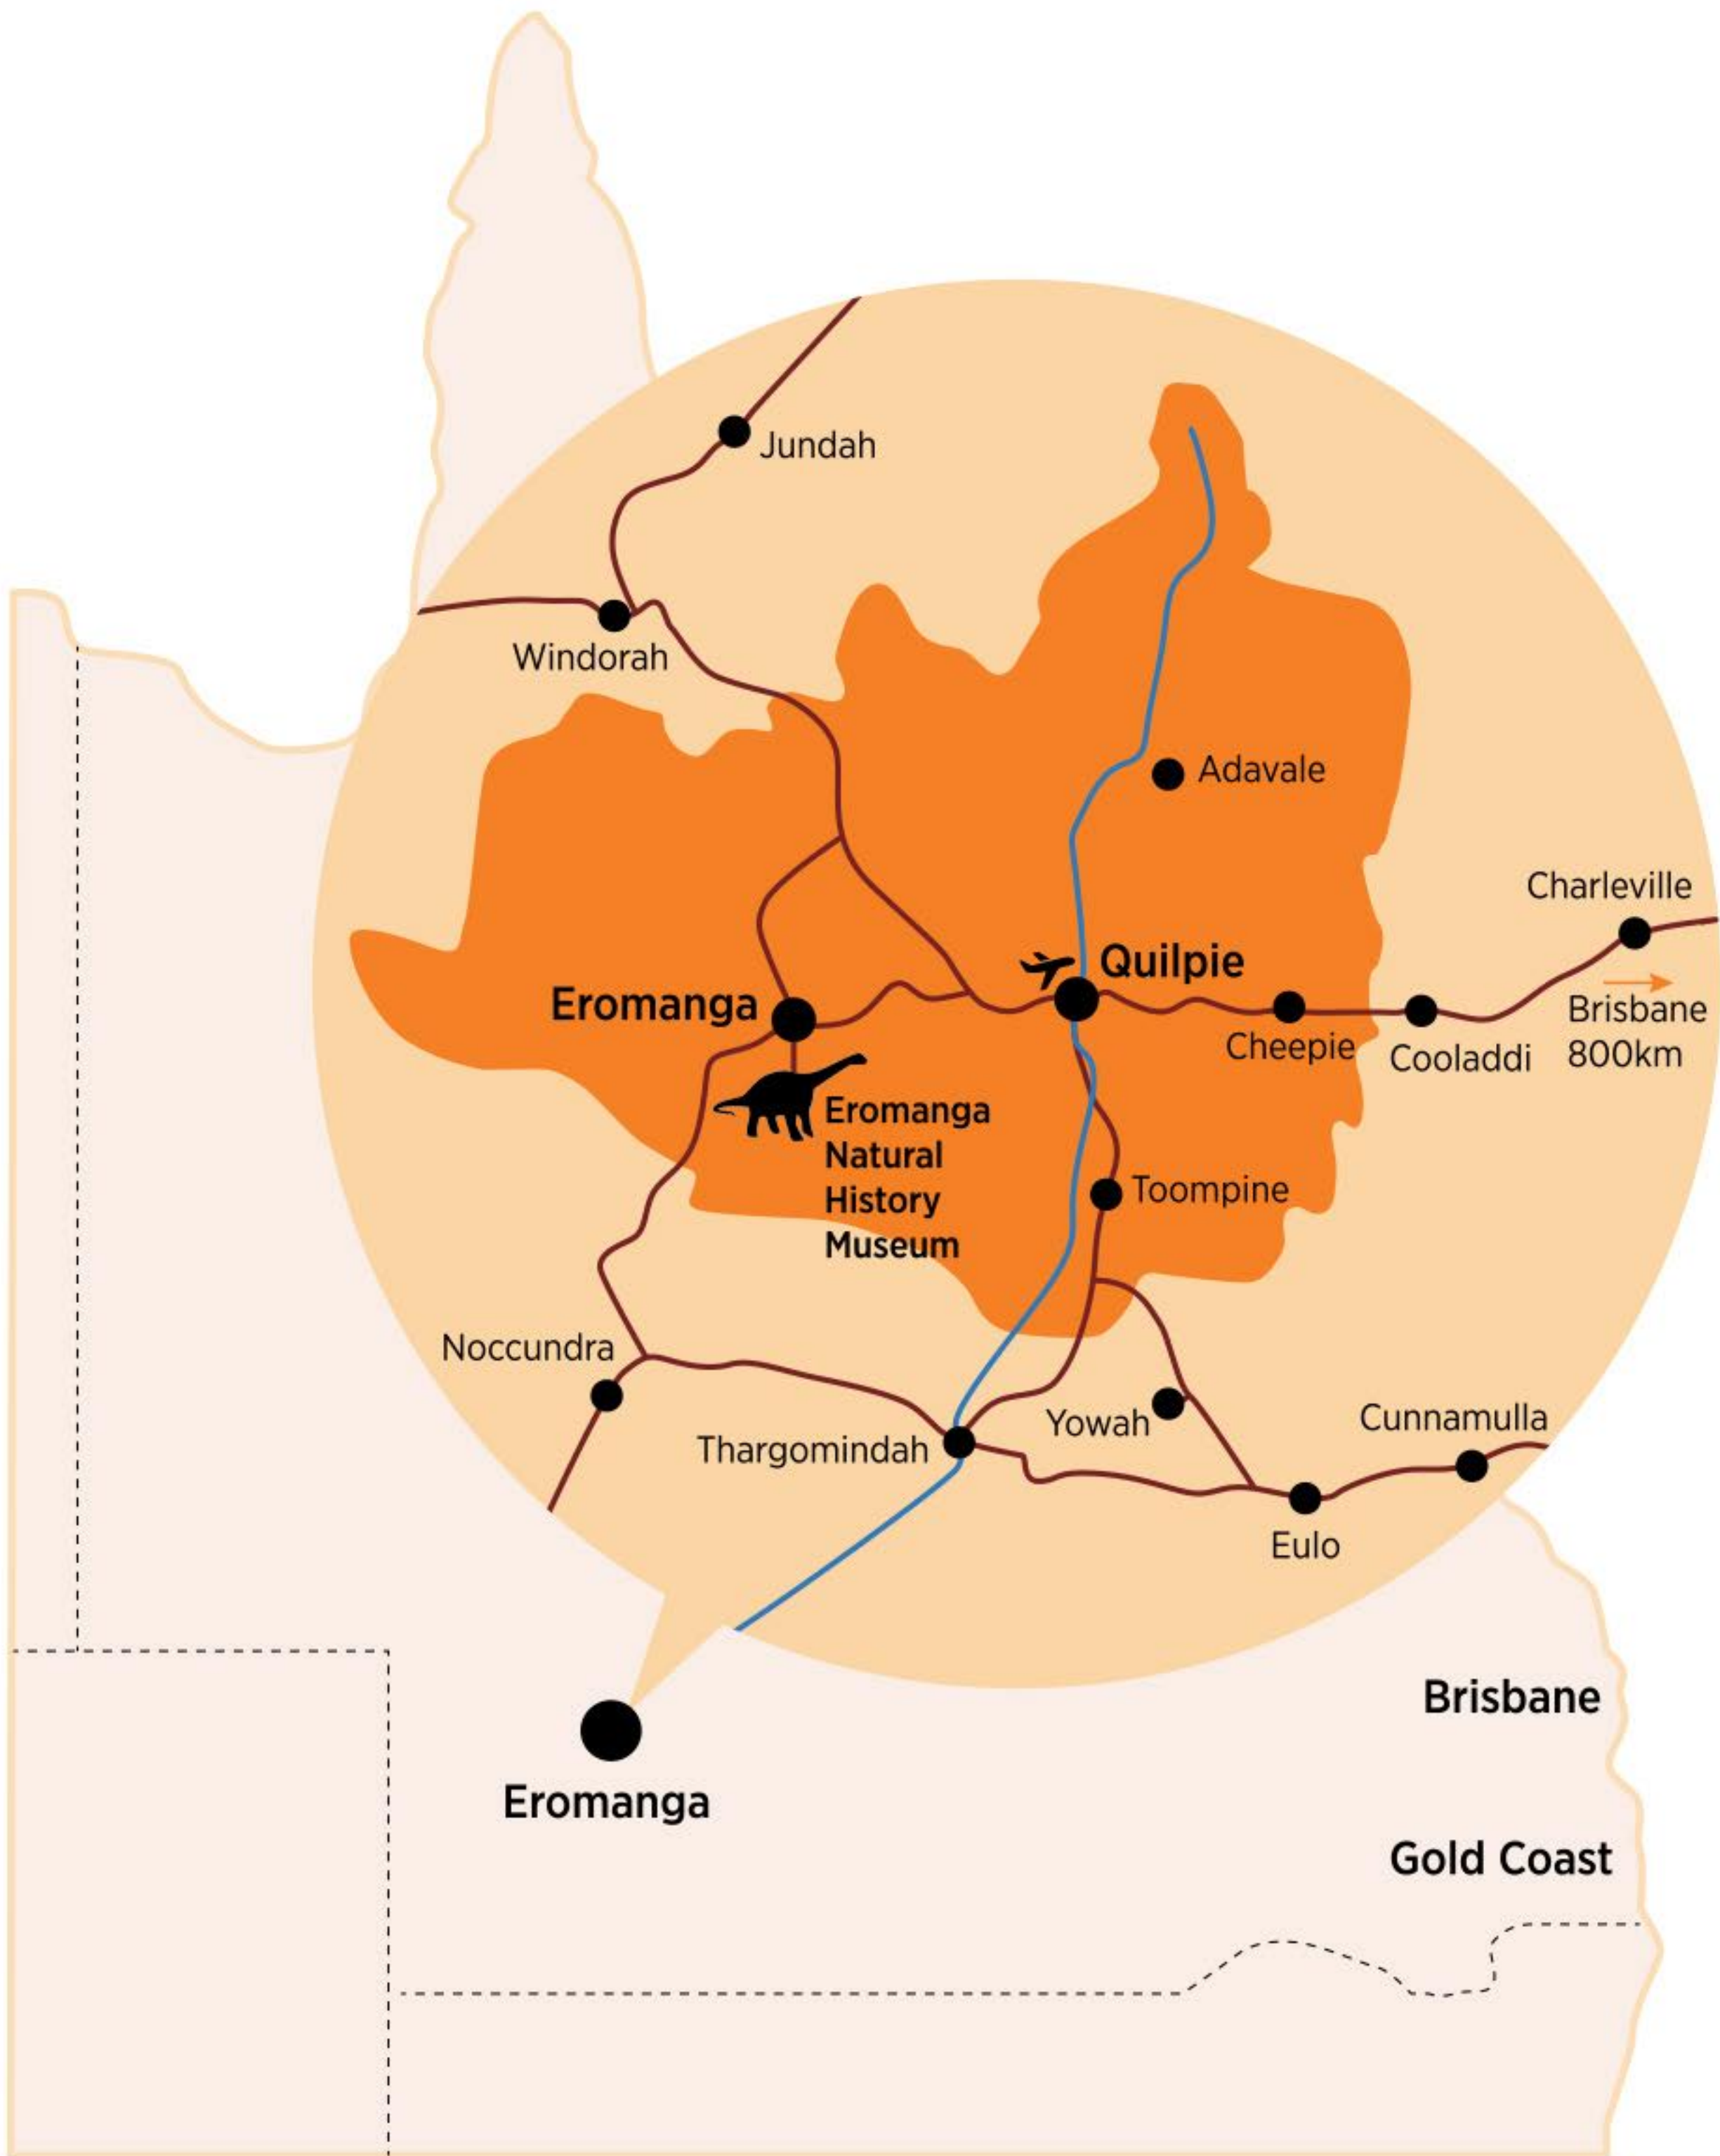 Jundah
Windorah
Adavale
Charleville
Quilpie
Eromanga
Brisbane
800km
Cheepie
Cooladdi
Eromanga
Natural
History
Museum
Toompine
Noccundra
Yowah
Cunnamulla
Thargomindah
Eulo
Brisbane
Eromanga
Gold Coast